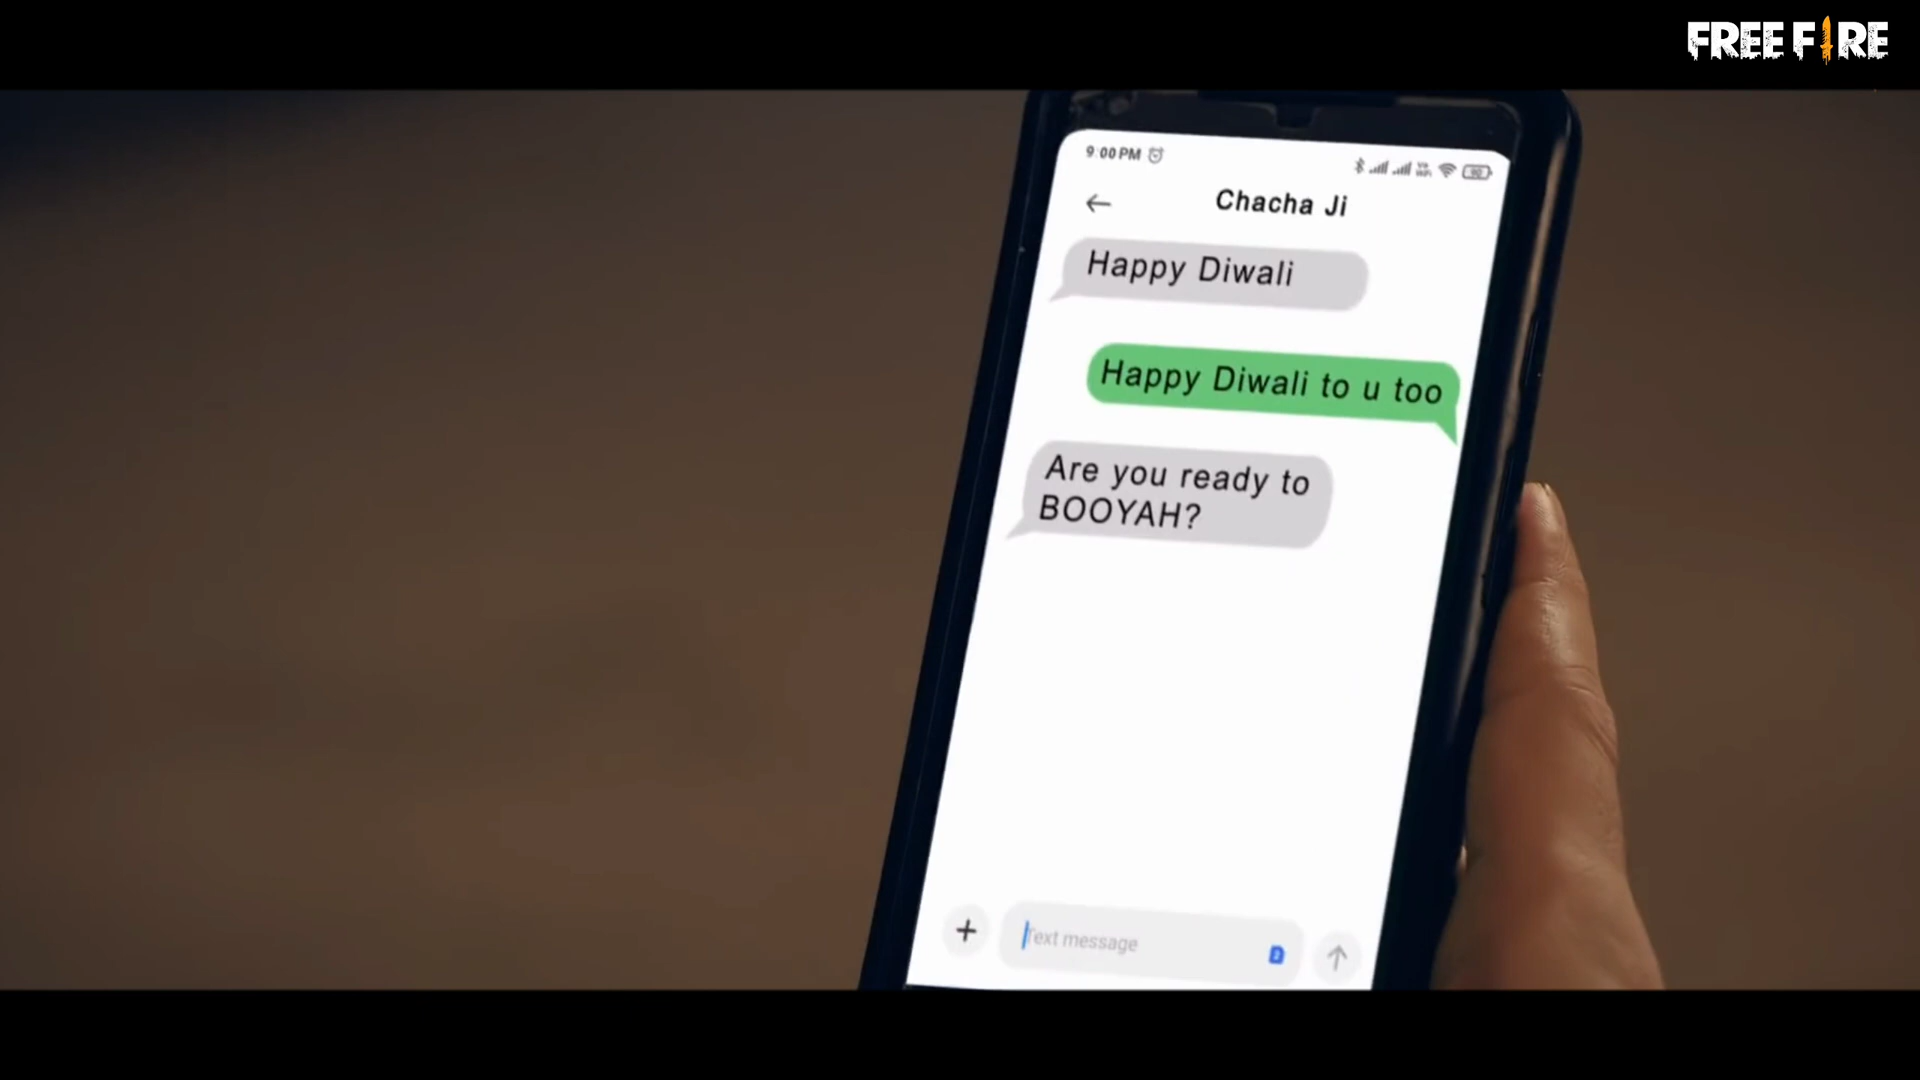 FREE FIRE
9:00 PM
Chacha Ji
Happy Diwali
Happy Diwali to u too
Are you ready to
BOOYAH?
Text message